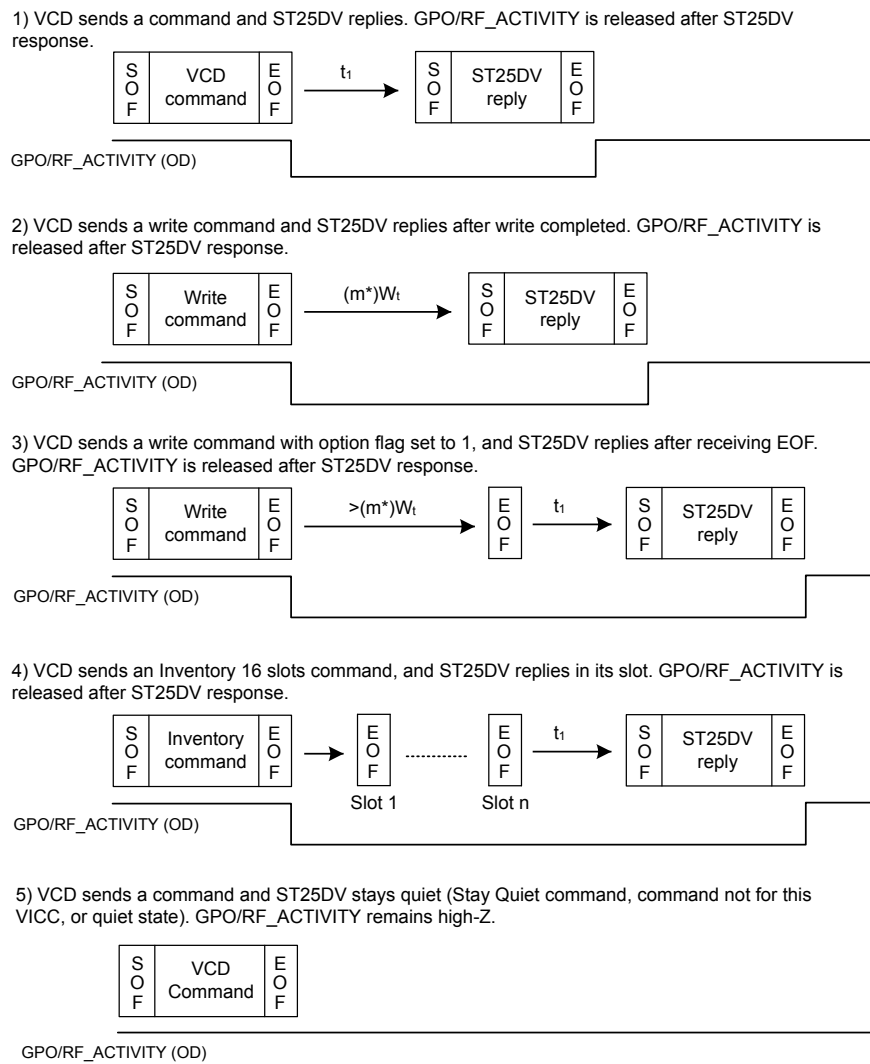 1) VCD sends a command and ST25DV replies. GPO/RF_ACTIVITY is released after ST25DV
response.
S
O
F
VCD
command
E
O
F
t1
S
O
F
ST25DV
reply
E
O
F
GPO/RF_ACTIVITY (OD)
2) VCD sends a write command and ST25DV replies after write completed. GPO/RF_ACTIVITY is
released after ST25DV response.
S
O
F
Write
command
E
O
F
(m*)Wt
S
O
F
ST25DV
reply
E
O
F
GPO/RF_ACTIVITY (OD)
3) VCD sends a write command with option flag set to 1, and ST25DV replies after receiving EOF.
GPO/RF_ACTIVITY is released after ST25DV response.
S
O
F
Write
command
E
O
F
>(m*)Wt
E
O
F
t1
S
O
F
ST25DV
reply
E
O
F
GPO/RF_ACTIVITY (OD)
4) VCD sends an Inventory 16 slots command, and ST25DV replies in its slot. GPO/RF_ACTIVITY is
released after ST25DV response.
S
O
F
Inventory
command
E
O
F
E
O
F
Slot 1
E
O
F
Slot n
t1
S
O
F
ST25DV
reply
E
O
F
GPO/RF_ACTIVITY (OD)
5) VCD sends a command and ST25DV stays quiet (Stay Quiet command, command not for this
VICC, or quiet state). GPO/RF_ACTIVITY remains high-Z.
S
O
F
VCD
Command
E
O
F
GPO/RF_ACTIVITY (OD)